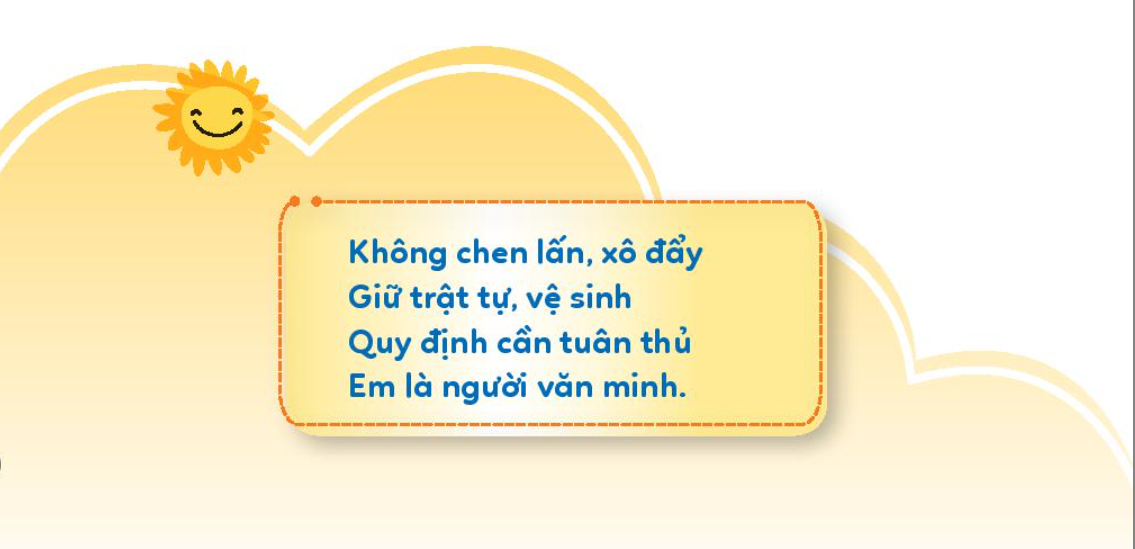 Không chen lấn, xô đẩy
Giữ trật tự, vệ sinh
Quy định cần tuân thủ
Em là người văn minh.